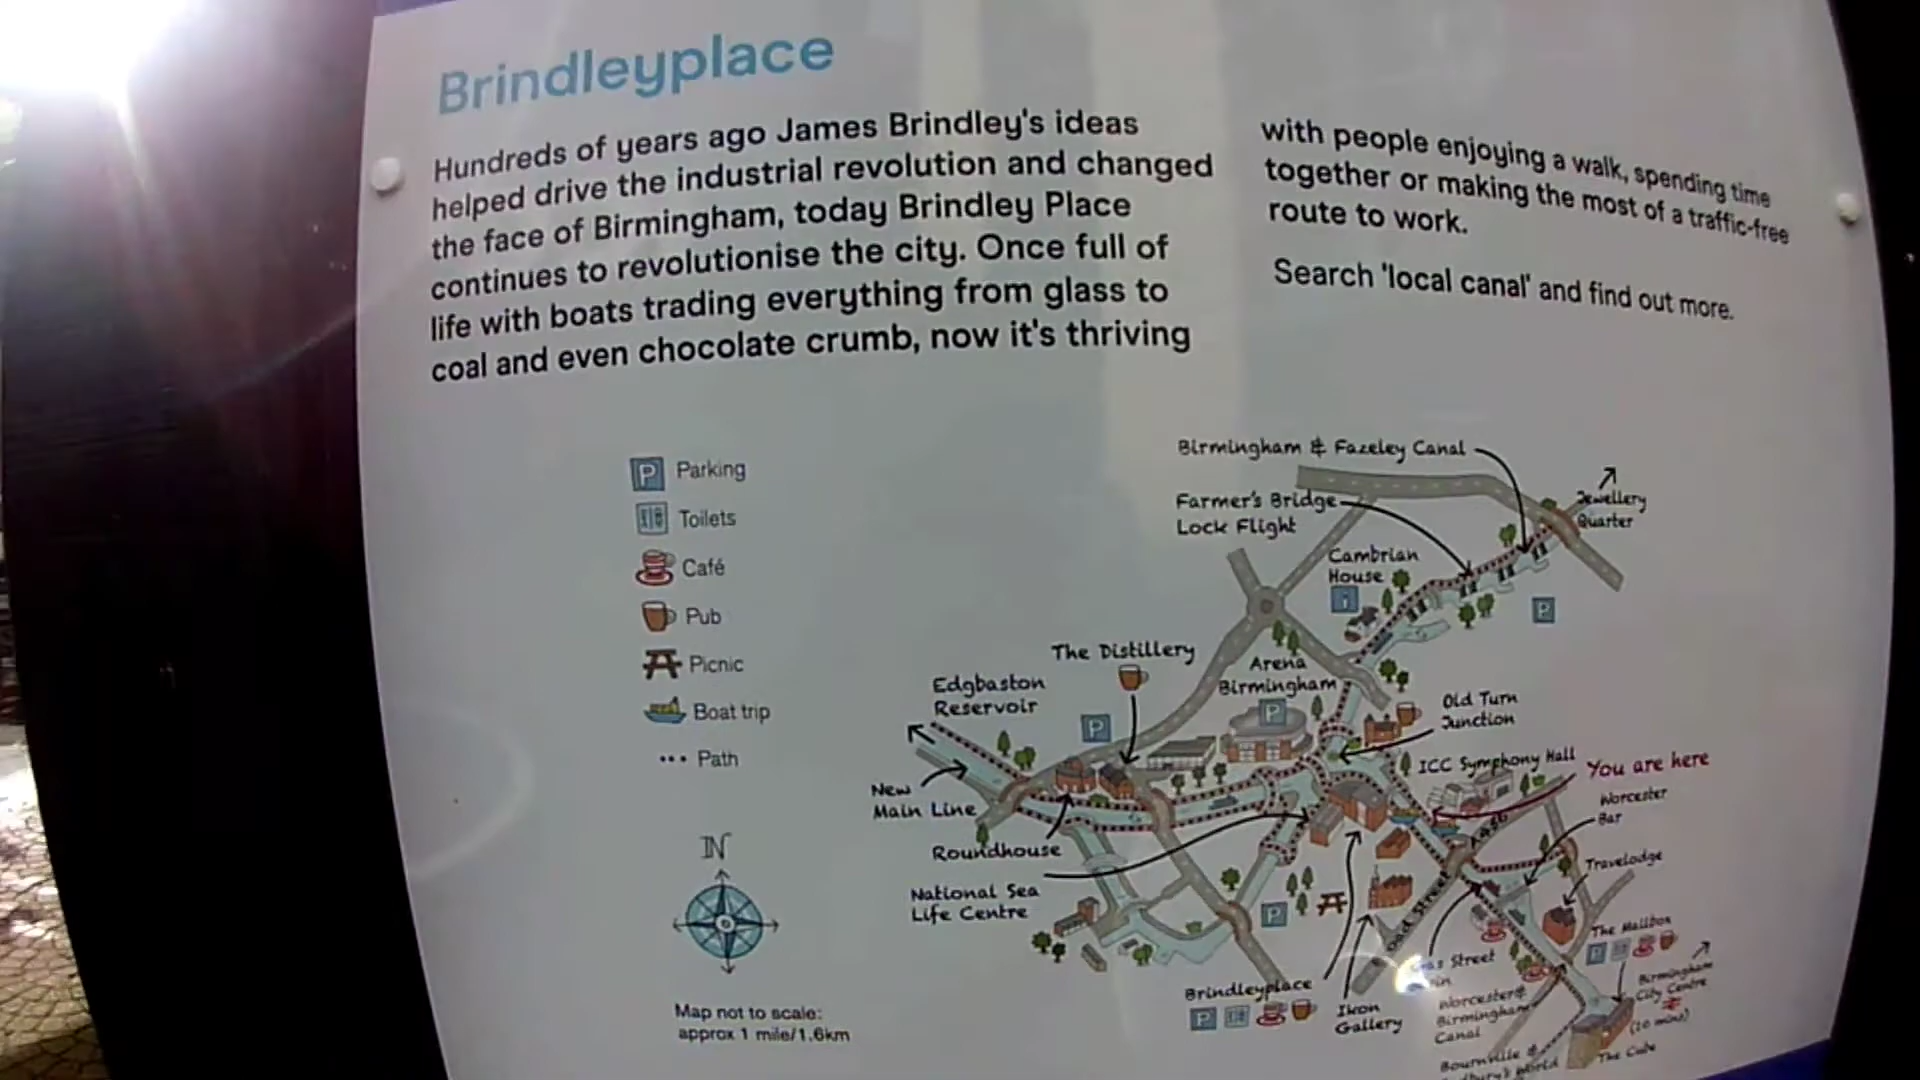 Brindleyplace
Hundreds of years ago James Brindley's ideas
helped drive the industrial revolution and changed
the face of Birmingham, today Brindley Place
continues to revolutionise the city. Once full of
life with boats trading everything from glass to
coal and even chocolate crumb, now it's thriving
with people enjoying a walk, spending time
together or making the most of a traffic-free
route to work.
Search 'local canal' and find out more.
P Parking
Toilets
Café
Pub
Picnic
Boat trip
Path
N
Map not to scale:
approx 1 mile/1.6km
Birmingham & Fazeley Canal
Farmer's Bridge
Lock Flight
Jewellery
Quarter
Cambrian
House
P
The Distillery
Arena
Birmingham
P
Edgbaston
Reservoir
P
Old Turn
Junction
ICC Symphony Hall
You are here
New
Main Line
Worcester
Bar
Roundhouse
Travelodge
National Sea
Life Centre
P
Street
The Mailbox
P
Street
Brindleyplace
P
Ikon
Gallery
Worcester &
Birmingham
Canal
Birmingham
City Centre
(10 mins)
The Cube
Bournville &
World